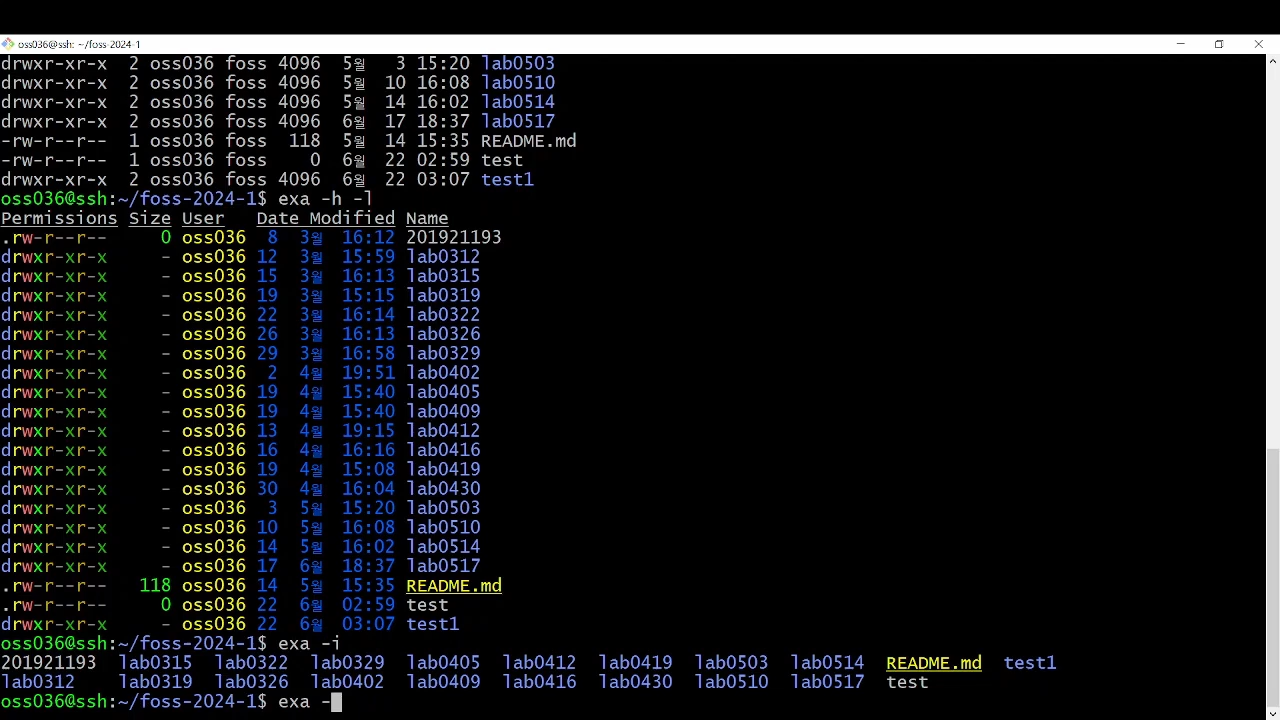 oss036@ssh: ~/foss-2024-1
drwxr-xr-x 2 oss036 foss 4096 5월 3 15:20 lab0503
drwxr-xr-x 2 oss036 foss 4096 5월 10 16:08 lab0510
drwxr-xr-x 2 oss036 foss 4096 5월 14 16:02 lab0514
drwxr-xr-x 2 oss036 foss 4096 6월 17 18:37 lab0517
-rw-r--r-- 1 oss036 foss 118 5월 14 15:35 README.md
-rw-r--r-- 1 oss036 foss 0 6월 22 02:59 test
drwxr-xr-x 2 oss036 foss 4096 6월 22 03:07 test1
oss036@ssh:~/foss-2024-1$ exa -h -l
Permissions Size User Date Modified Name
.rw-r--r-- 0 oss036 8 3월 16:12 201921193
drwxr-xr-x - oss036 12 3월 15:59 lab0312
drwxr-xr-x - oss036 15 3월 16:13 lab0315
drwxr-xr-x - oss036 19 3월 15:15 lab0319
drwxr-xr-x - oss036 22 3월 16:14 lab0322
drwxr-xr-x - oss036 26 3월 16:13 lab0326
drwxr-xr-x - oss036 29 3월 16:58 lab0329
drwxr-xr-x - oss036 2 4월 19:51 lab0402
drwxr-xr-x - oss036 19 4월 15:40 lab0405
drwxr-xr-x - oss036 19 4월 15:40 lab0409
drwxr-xr-x - oss036 13 4월 19:15 lab0412
drwxr-xr-x - oss036 16 4월 16:16 lab0416
drwxr-xr-x - oss036 19 4월 15:08 lab0419
drwxr-xr-x - oss036 30 4월 16:04 lab0430
drwxr-xr-x - oss036 3 5월 15:20 lab0503
drwxr-xr-x - oss036 10 5월 16:08 lab0510
drwxr-xr-x - oss036 14 5월 16:02 lab0514
drwxr-xr-x - oss036 17 6월 18:37 lab0517
.rw-r--r-- 118 oss036 14 5월 15:35 README.md
.rw-r--r-- 0 oss036 22 6월 02:59 test
drwxr-xr-x - oss036 22 6월 03:07 test1
oss036@ssh:~/foss-2024-1$ exa -i
201921193 lab0315 lab0322 lab0329 lab0405 lab0412 lab0419 lab0503 lab0514 README.md test1
lab0312 lab0319 lab0326 lab0402 lab0409 lab0416 lab0430 lab0510 lab0517 test
oss036@ssh:~/foss-2024-1$ exa -